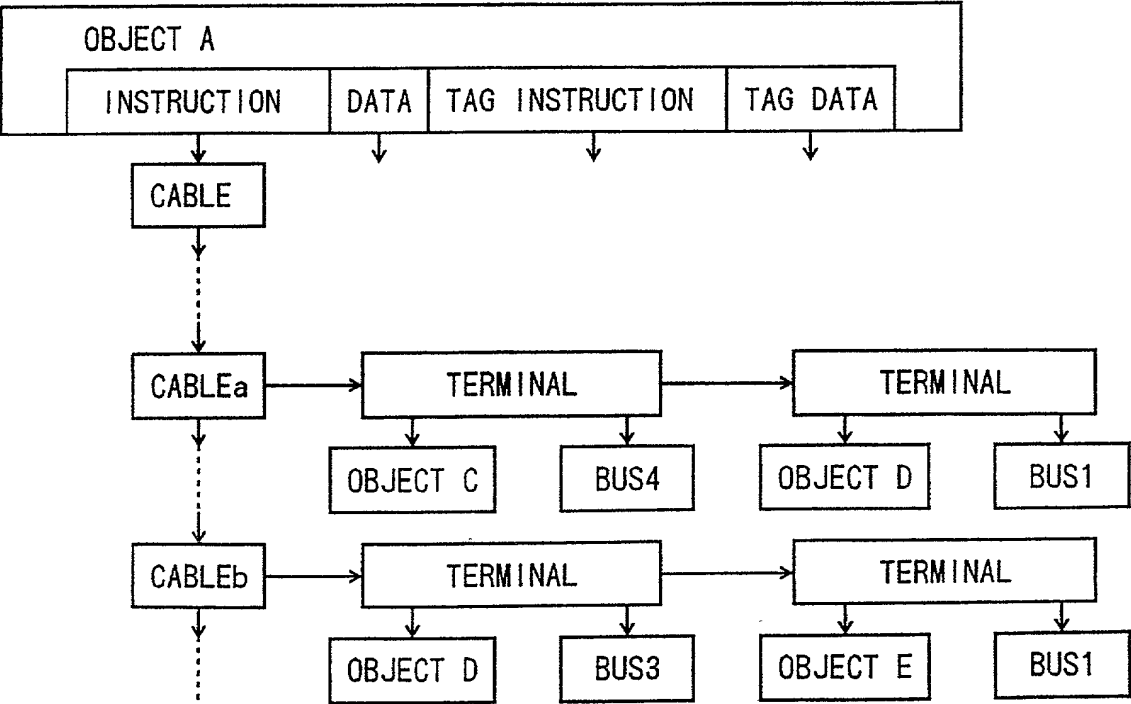 OBJECT A
INSTRUCTION DATA TAG INSTRUCTION TAG DATA
CABLE
CABLEa TERMINAL TERMINAL
OBJECT C BUS4 OBJECT D BUS1
CABLEb TERMINAL TERMINAL
OBJECT D BUS3 OBJECT E BUS1